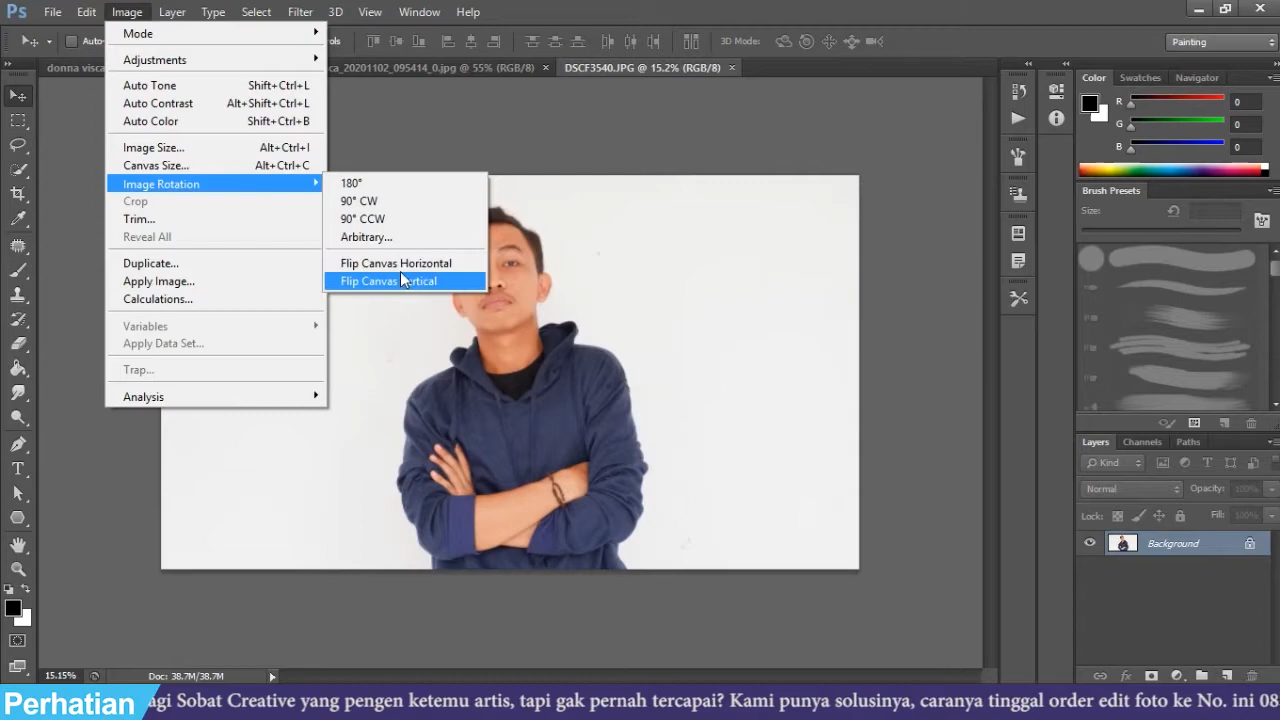 Ps File Edit Image Layer Type Select Filter 3D View Window Help
Auto-
3D Mode:
Painting
donna visca
_20201102_095414_0.jpg @ 55% (RGB/8) ×
DSCF3540.JPG @ 15.2% (RGB/8) ×
Mode
Adjustments
Auto Tone Shift+Ctrl+L
Auto Contrast Alt+Shift+Ctrl+L
Auto Color Shift+Ctrl+B
Image Size... Alt+Ctrl+I
Canvas Size... Alt+Ctrl+C
Image Rotation
Crop
Trim...
Reveal All
Duplicate...
Apply Image...
Calculations...
Variables
Apply Data Set...
Trap...
Analysis
180°
90° CW
90° CCW
Arbitrary...
Flip Canvas Horizontal
Flip Canvas
Color Swatches Navigator
R 0
G 0
B 0
Brush Presets
Size:
Layers Channels Paths
Kind
Normal Opacity: 100%
Lock: Fill: 100%
Background
15.15% Doc: 38.7M/38.7M
Perhatian
agi Sobat Creative yang pengen ketemu artis, tapi gak pernah tercapai? Kami punya solusinya, caranya tinggal order edit foto ke No. ini 08